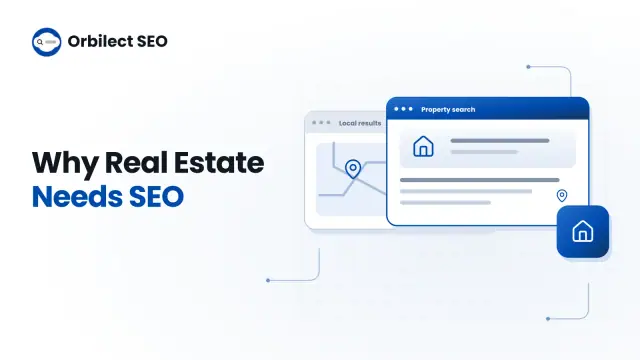 Orbilect SEO
Why Real Estate
Needs SEO
Local results
Property search